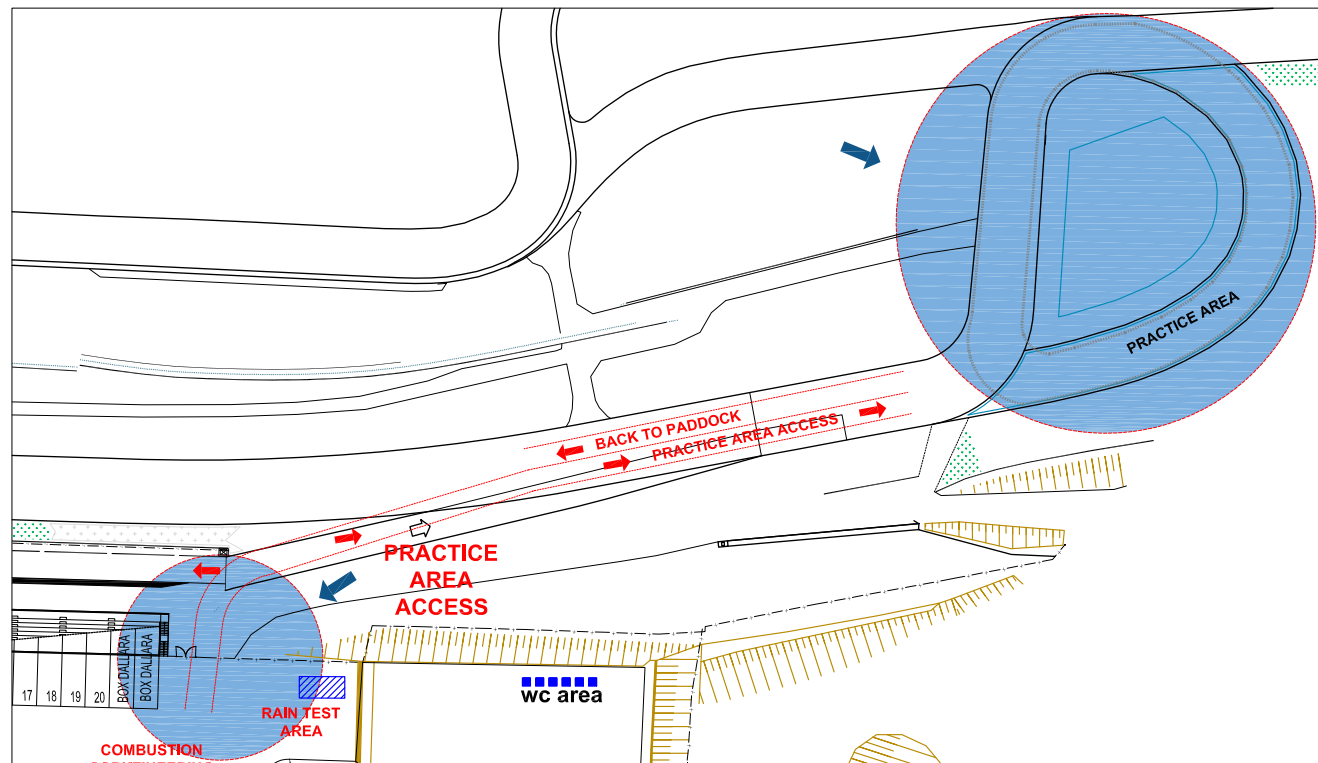 PRACTICE AREA
BACK TO PADDOCK
PRACTICE AREA ACCESS
PRACTICE
AREA
ACCESS
17
18
19
20
BOX DALLARA
BOX DALLARA
wc area
RAIN TEST
AREA
COMBUSTION